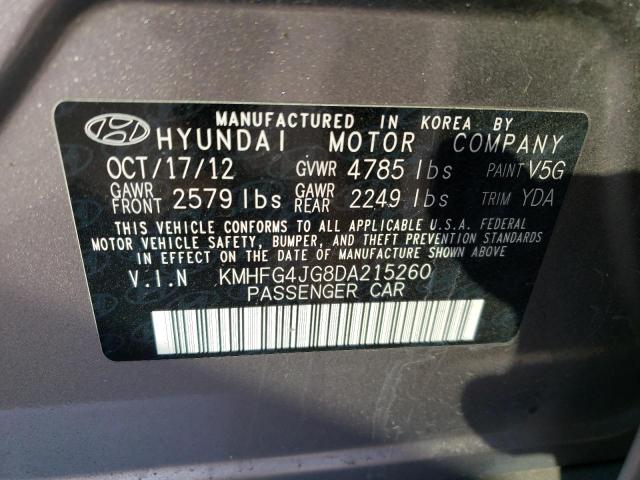 MANUFACTURED IN KOREA BY
HYUNDAI MOTOR COMPANY
OCT/17/12 GVWR 4785 lbs PAINT V5G
GAWR FRONT 2579 lbs GAWR REAR 2249 lbs TRIM YDA
THIS VEHICLE CONFORMS TO ALL APPLICABLE U.S.A. FEDERAL
MOTOR VEHICLE SAFETY, BUMPER, AND THEFT PREVENTION STANDARDS
IN EFFECT ON THE DATE OF MANUFACTURE SHOWN ABOVE
V.I.N KMHFG4JG8DA215260
PASSENGER CAR